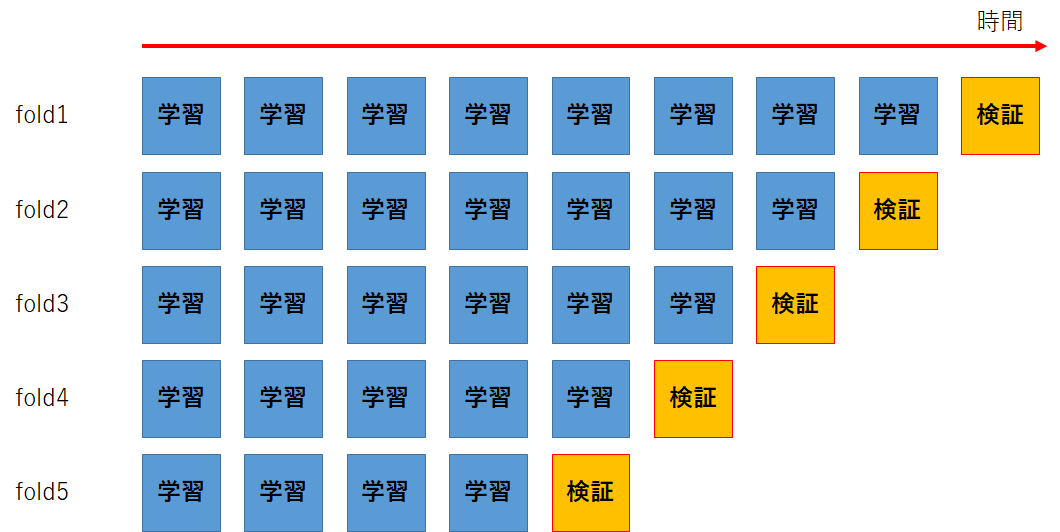 時間
fold1 学習 学習 学習 学習 学習 学習 学習 学習 検証
fold2 学習 学習 学習 学習 学習 学習 学習 検証
fold3 学習 学習 学習 学習 学習 学習 検証
fold4 学習 学習 学習 学習 学習 検証
fold5 学習 学習 学習 学習 検証